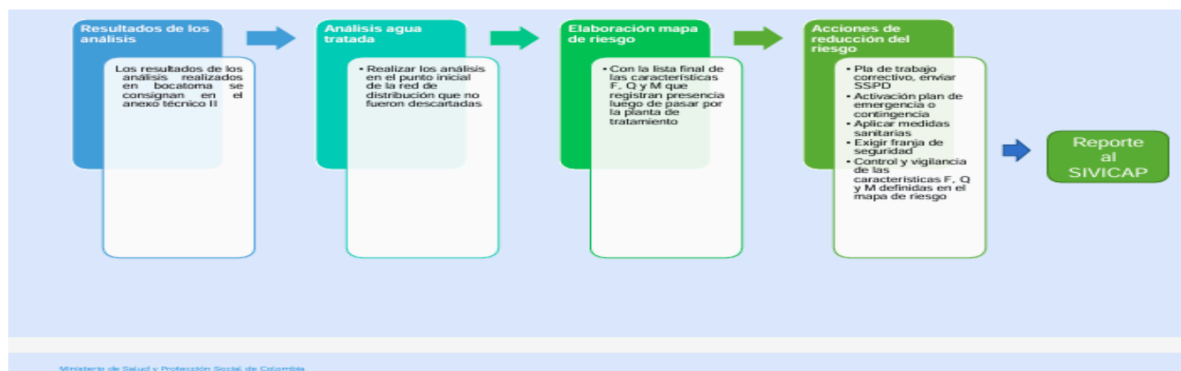 Resultados de los
análisis
Los resultados de los
análisis realizados
en bocatoma se
consignan en el
anexo técnico II
Análisis agua
tratada
• Realizar los análisis
en el punto inicial
de la red de
distribución que no
fueron descartadas
Elaboración mapa
de riesgo
• Con la lista final de
las características
F, Q y M que
registran presencia
luego de pasar por
la planta de
tratamiento
Acciones de
reducción del
riesgo
• Pla de trabajo
correctivo, enviar
SSPD
• Activación plan de
emergencia o
contingencia
• Aplicar medidas
sanitarias
• Exigir franja de
seguridad
• Control y vigilancia
de las
características F, Q
y M definidas en el
mapa de riesgo
Reporte
al
SIVICAP
Ministerio de Salud y Protección Social de Colombia